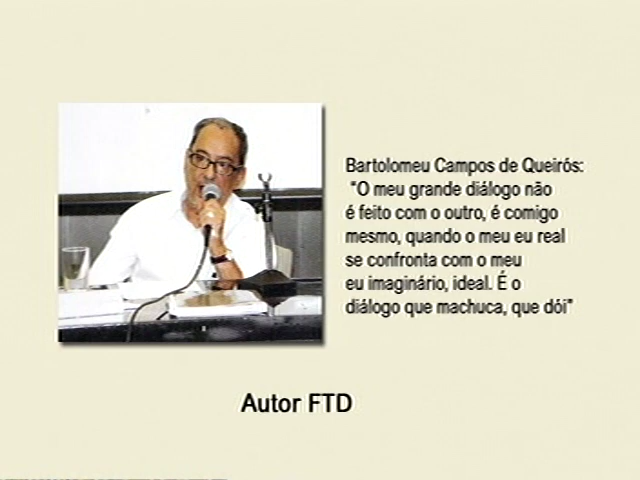 Bartolomeu Campos de Queirós:
"O meu grande diálogo não
é feito com o outro, é comigo
mesmo, quando o meu eu real
se confronta com o meu
eu imaginário, ideal. É o
diálogo que machuca, que dói"
Autor FTD